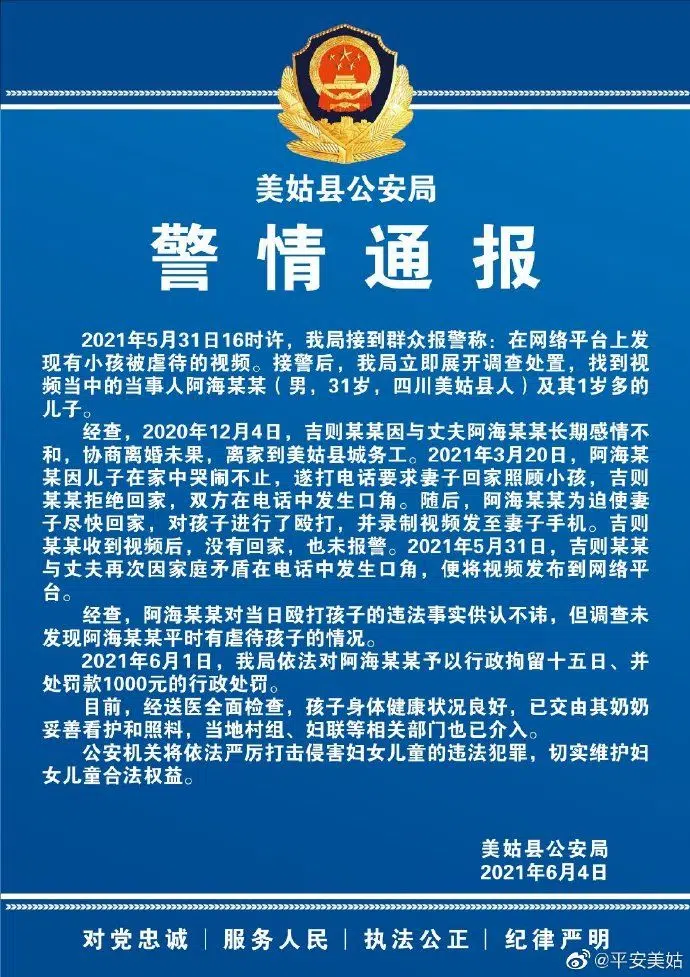 美姑县公安局
警情通报
2021年5月31日16时许，我局接到群众报警称：在网络平台上发
现有小孩被虐待的视频。接警后，我局立即展开调查处置，找到视
频当中的当事人阿海某某（男，31岁，四川美姑县人）及其1岁多的
儿子。
经查，2020年12月4日，吉则某某因与丈夫阿海某某长期感情不
和，协商离婚未果，离家到美姑县城务工。2021年3月20日，阿海某
某因儿子在家中哭闹不止，遂打电话要求妻子回家照顾小孩，吉则
某某拒绝回家，双方在电话中发生口角。随后，阿海某某为迫使妻
子尽快回家，对孩子进行了殴打，并录制视频发至妻子手机。吉则
某某收到视频后，没有回家，也未报警。2021年5月31日，吉则某某
与丈夫再次因家庭矛盾在电话中发生口角，便将视频发布到网络平
台。
经查，阿海某某对当日殴打孩子的违法事实供认不讳，但调查未
发现阿海某某平时有虐待孩子的情况。
2021年6月1日，我局依法对阿海某某予以行政拘留十五日、并
处罚款1000元的行政处罚。
目前，经送医全面检查，孩子身体健康状况良好，已交由其奶奶
妥善看护和照料，当地村组、妇联等相关部门也已介入。
公安机关将依法严厉打击侵害妇女儿童的违法犯罪，切实维护妇
女儿童合法权益。
美姑县公安局
2021年6月4日
对党忠诚｜服务人民｜执法公正｜纪律严明
@平安美姑